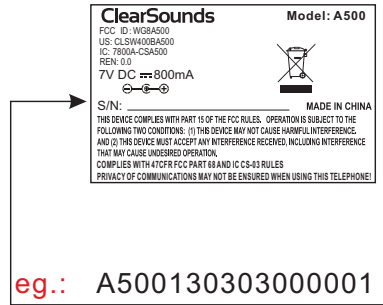 ClearSounds Model: A500
FCC ID: WG8A500
US: CLSW400BA500
IC: 7800A-CSA500
REN: 0.0
7V DC 800mA
S/N: MADE IN CHINA
THIS DEVICE COMPLIES WITH PART 15 OF THE FCC RULES. OPERATION IS SUBJECT TO THE
FOLLOWING TWO CONDITIONS: (1) THIS DEVICE MAY NOT CAUSE HARMFUL INTERFERENCE.
AND (2) THIS DEVICE MUST ACCEPT ANY INTERFERENCE RECEIVED, INCLUDING INTERFERENCE
THAT MAY CAUSE UNDESIRED OPERATION.
COMPLIES WITH 47CFR FCC PART 68 AND IC CS-03 RULES
PRIVACY OF COMMUNICATIONS MAY NOT BE ENSURED WHEN USING THIS TELEPHONE!
eg.: A500130303000001